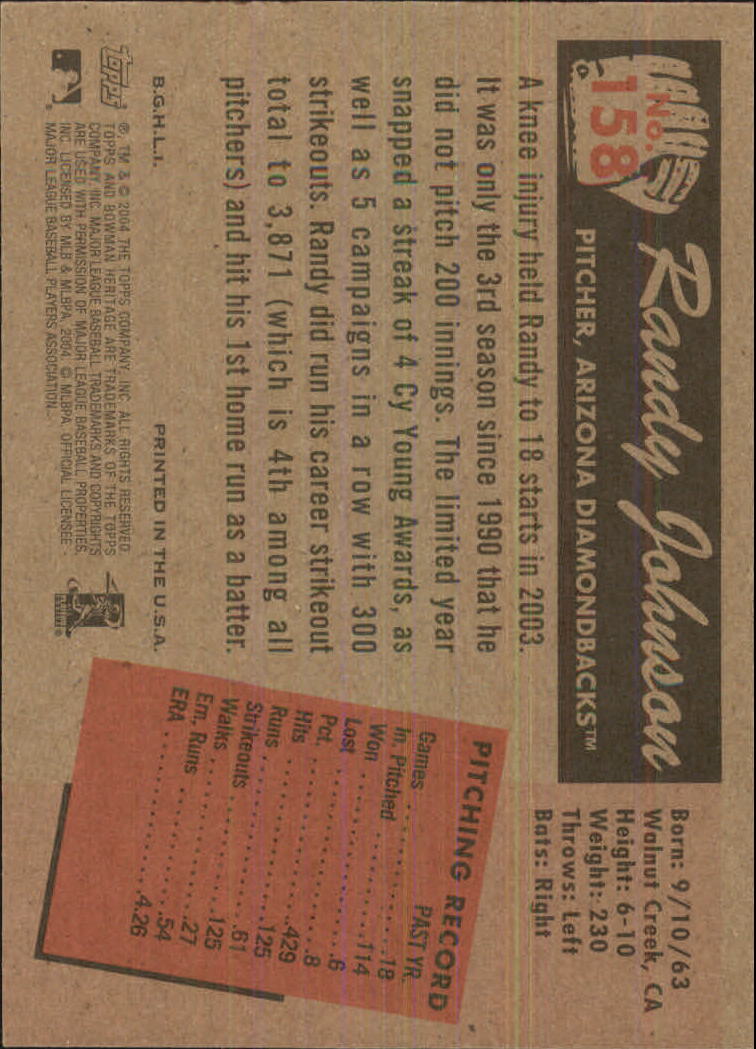 No.
158
Randy Johnson
PITCHER, ARIZONA DIAMONDBACKS™
Born: 9/10/63
Walnut Creek, CA
Height: 6-10
Weight: 230
Throws: Left
Bats: Right
A knee injury held Randy to 18 starts in 2003.
It was only the 3rd season since 1990 that he
did not pitch 200 innings. The limited year
snapped a streak of 4 Cy Young Awards, as
well as 5 campaigns in a row with 300
strikeouts. Randy did run his career strikeout
total to 3,871 (which is 4th among all
pitchers) and hit his 1st home run as a batter.
PITCHING RECORD
PAST YR.
Games . . . . . . . . . . .18
In. Pitched . . . . . . . .114
Won . . . . . . . . . . . . .6
Lost . . . . . . . . . . . . .8
Pct. . . . . . . . . . . . .429
Hits . . . . . . . . . . . .125
Runs . . . . . . . . . . . .61
Strikeouts . . . . . . . .125
Walks . . . . . . . . . . .27
Ern. Runs . . . . . . . . .54
ERA . . . . . . . . . . .4.26
B.G.H.L.I.
PRINTED IN THE U.S.A.
TOPPS
®, TM & © 2004 THE TOPPS COMPANY, INC. ALL RIGHTS RESERVED.
TOPPS AND BOWMAN HERITAGE ARE TRADEMARKS OF THE TOPPS
COMPANY, INC. MAJOR LEAGUE BASEBALL TRADEMARKS AND COPYRIGHTS
ARE USED WITH PERMISSION OF MAJOR LEAGUE BASEBALL PROPERTIES,
INC. LICENSED BY MLB & MLBPA, 2004. © MLBPA, OFFICIAL LICENSEE -
MAJOR LEAGUE BASEBALL PLAYERS ASSOCIATION.